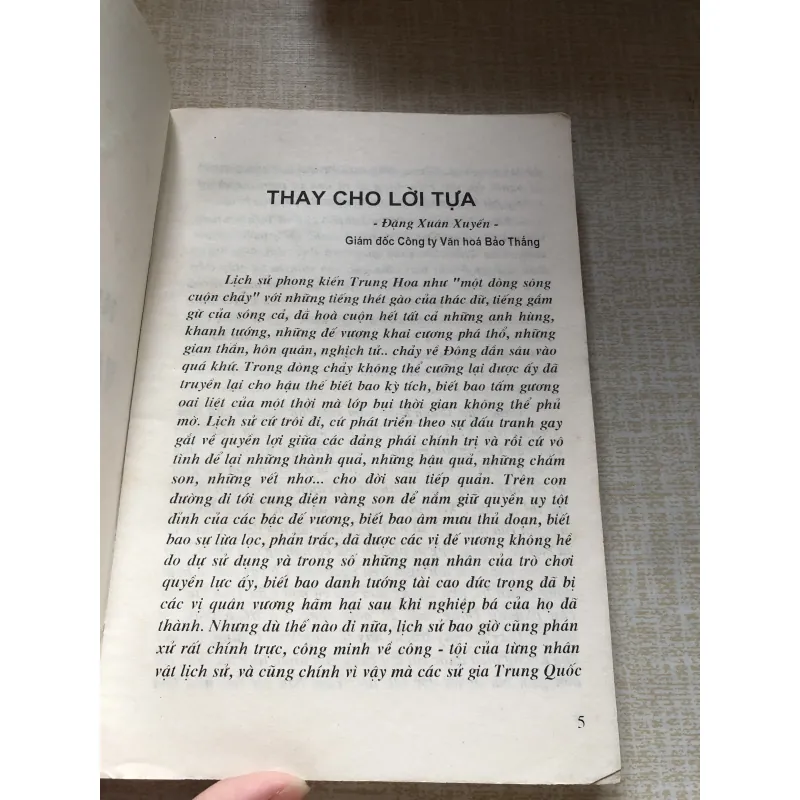 THAY CHO LỜI TỰA
- Đặng Xuân Xuyến -
Giám đốc Công ty Văn hoá Bảo Thắng
Lịch sử phong kiến Trung Hoa như "một dòng sông
cuộn chảy" với những tiếng thét gào của thác dữ, tiếng gầm
gừ của sóng cả, đã hoà cuộn hết tất cả những anh hùng,
khanh tướng, những đế vương khai cương phá thổ, những
gian thần, hôn quân, nghịch tử.. chảy về Đông dần sâu vào
quá khứ. Trong dòng chảy không thể cưỡng lại được ấy đã
truyền lại cho hậu thế biết bao kỳ tích, biết bao tấm gương
oai liệt của một thời mà lớp bụi thời gian không thể phủ
mờ. Lịch sử cứ trôi đi, cứ phát triển theo sự đấu tranh gay
gắt về quyền lợi giữa các đảng phái chính trị và rồi cứ vô
tình để lại những thành quả, những hậu quả, những chấm
son, những vết nhơ... cho đời sau tiếp quản. Trên con
đường đi tới cung điện vàng son để nắm giữ quyền uy tột
đỉnh của các bậc đế vương, biết bao âm mưu thủ đoạn, biết
bao sự lừa lọc, phản trắc, đã được các vị đế vương không hề
do dự sử dụng và trong số những nạn nhân của trò chơi
quyền lực ấy, biết bao danh tướng tài cao đức trọng đã bị
các vị quân vương hãm hại sau khi nghiệp bá của họ đã
thành. Nhưng dù thế nào đi nữa, lịch sử bao giờ cũng phán
xử rất chính trực, công minh về công - tội của từng nhân
vật lịch sử, và cũng chính vì vậy mà các sử gia Trung Quốc
5